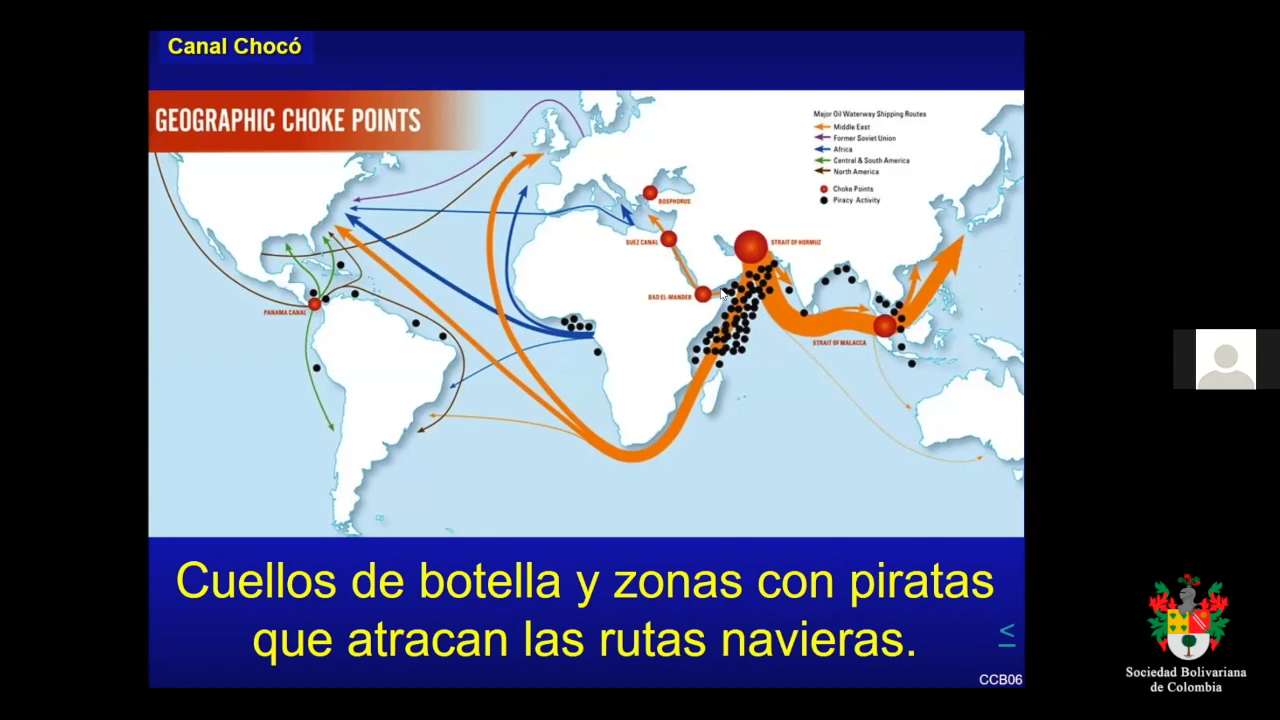 Canal Chocó
GEOGRAPHIC CHOKE POINTS
Major Oil Waterway Shipping Routes
Middle East
Former Soviet Union
Africa
Central & South America
North America
Choke Points
Piracy Activity
BOSPHORUS
SUEZ CANAL
STRAIT OF HORMUZ
BAB EL-MANDEB
PANAMA CANAL
STRAIT OF MALACCA
Cuellos de botella y zonas con piratas
que atracan las rutas navieras.
<
CCB06
Sociedad Bolivariana
de Colombia